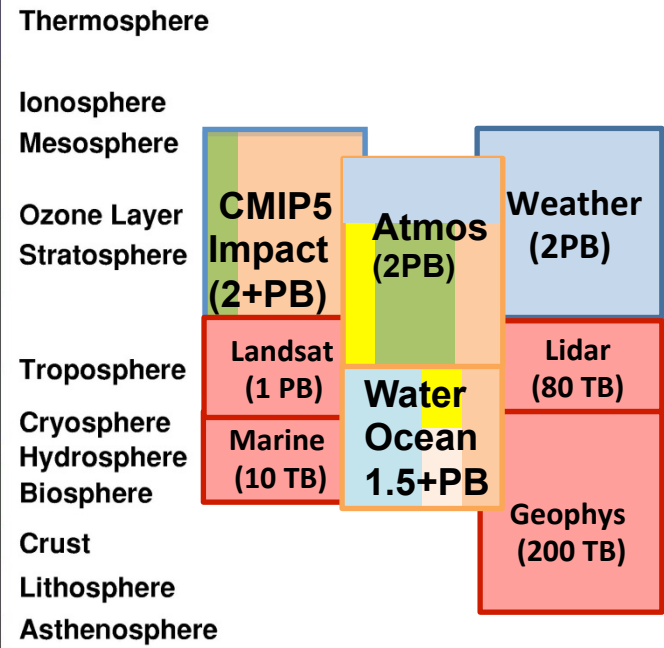 Thermosphere
Ionosphere
Mesosphere
Ozone Layer
Stratosphere
Troposphere
Cryosphere
Hydrosphere
Biosphere
Crust
Lithosphere
Asthenosphere
CMIP5
Impact
(2+PB)
Landsat
(1 PB)
Marine
(10 TB)
Atmos
(2PB)
Water
Ocean
1.5+PB
Weather
(2PB)
Lidar
(80 TB)
Geophys
(200 TB)